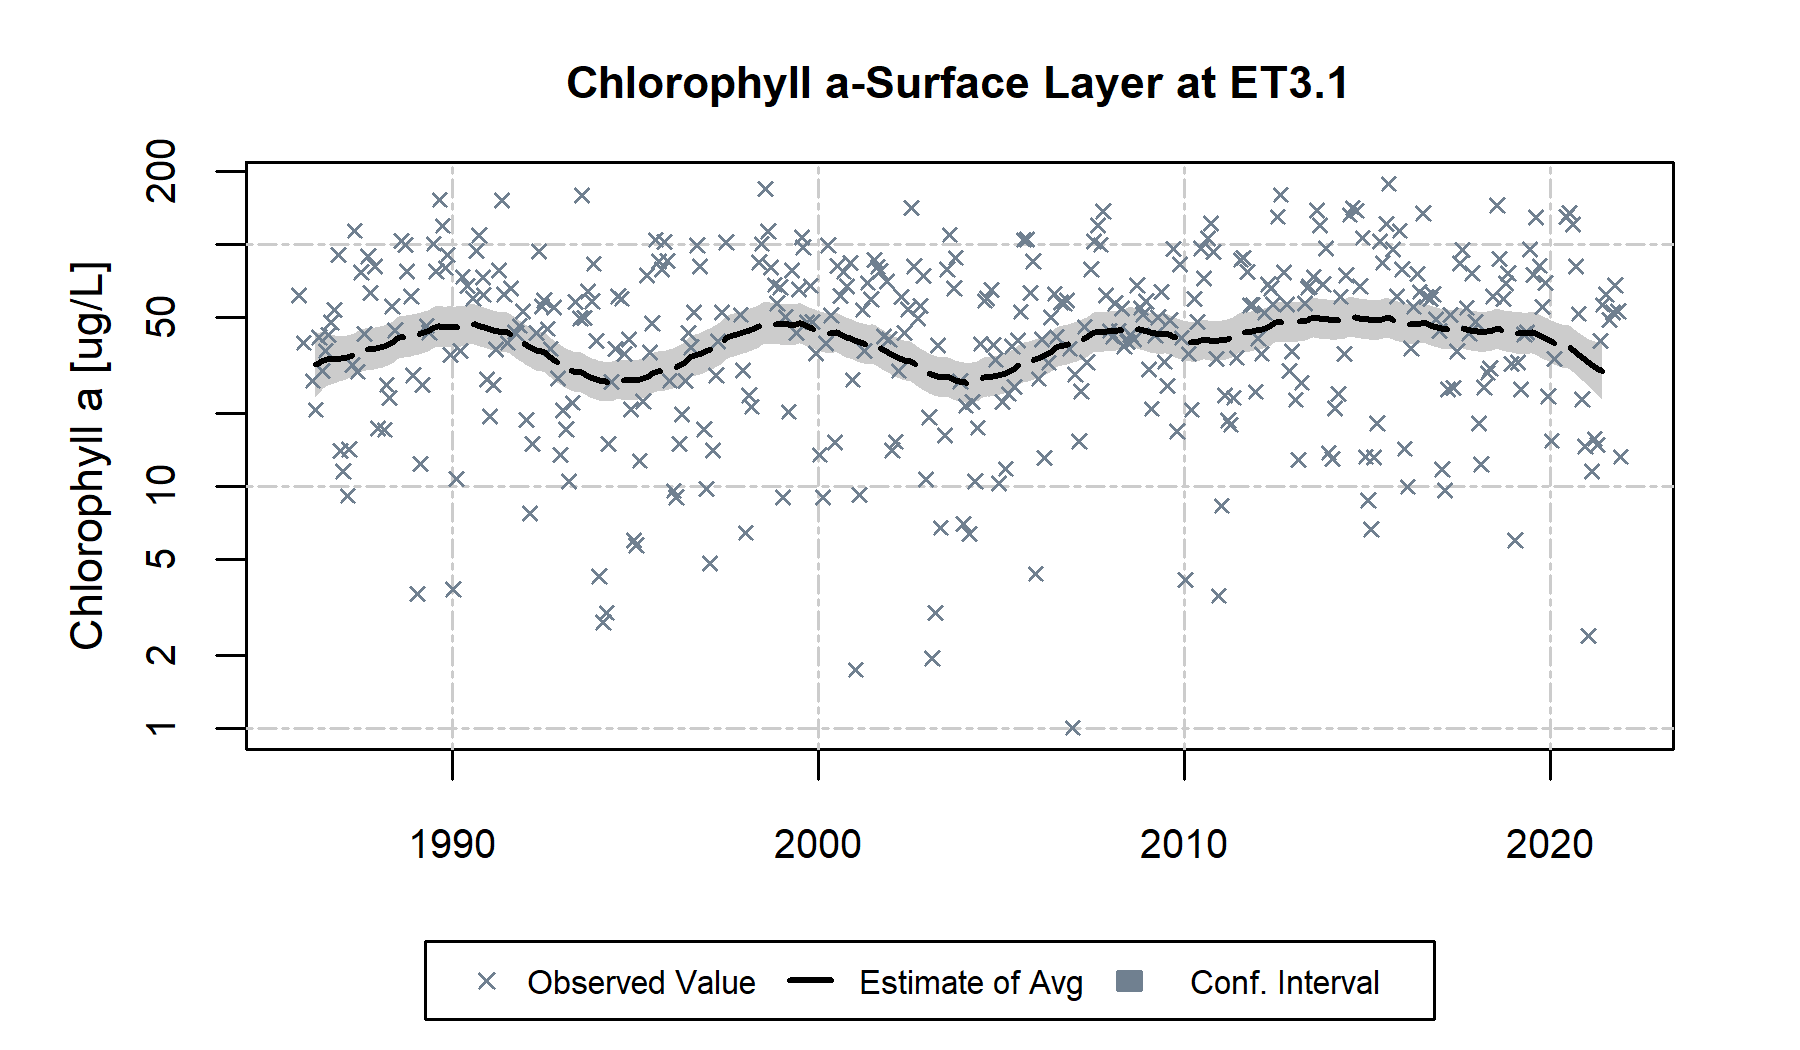 Chlorophyll a-Surface Layer at ET3.1
Chlorophyll a [ug/L]
200
50
10
5
2
1
1990 2000 2010 2020
Observed Value Estimate of Avg Conf. Interval